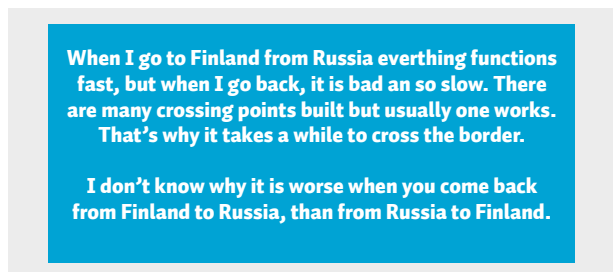 When I go to Finland from Russia everthing functions
fast, but when I go back, it is bad an so slow. There
are many crossing points built but usually one works.
That’s why it takes a while to cross the border.
I don’t know why it is worse when you come back
from Finland to Russia, than from Russia to Finland.